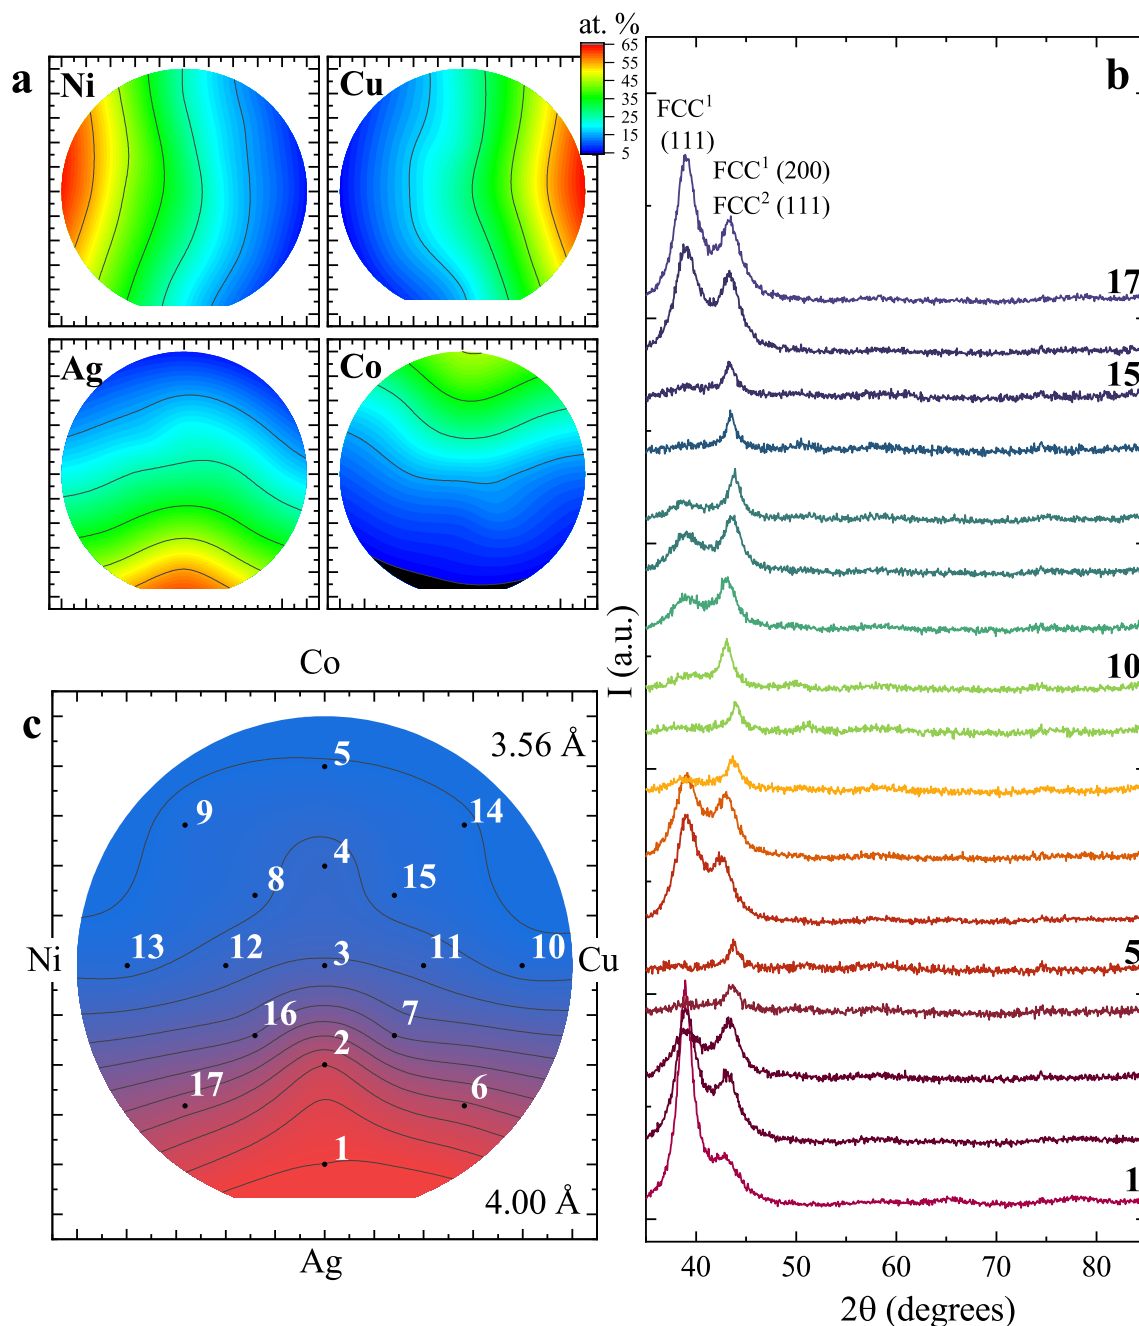 a
Ni
Cu
at. %
65
55
45
35
25
15
5
Ag
Co
b
FCC¹
(111)
FCC¹ (200)
FCC² (111)
17
15
10
5
1
I (a.u.)
40 50 60 70 80
2θ (degrees)
Co
c
3.56 Å
5
9
14
4
8
15
Ni
13
12
3
11
10
Cu
16
7
2
17
6
1
4.00 Å
Ag